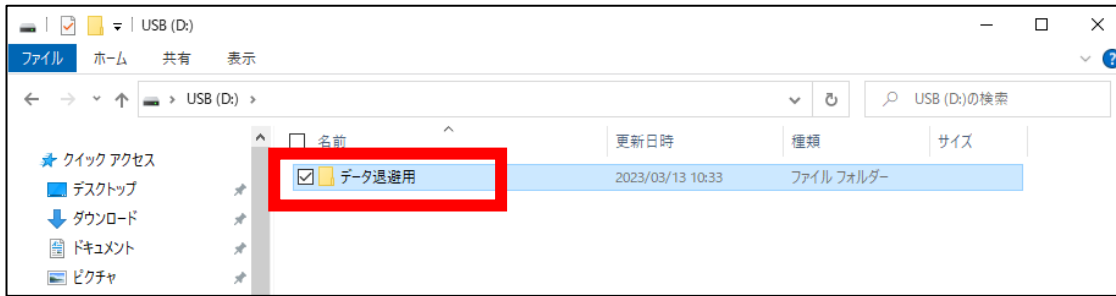 USB (D:)
ファイル ホーム 共有 表示
USB (D:) USB (D:)の検索
名前 更新日時 種類 サイズ
クイック アクセス
データ退避用 2023/03/13 10:33 ファイル フォルダー
デスクトップ
ダウンロード
ドキュメント
ピクチャ